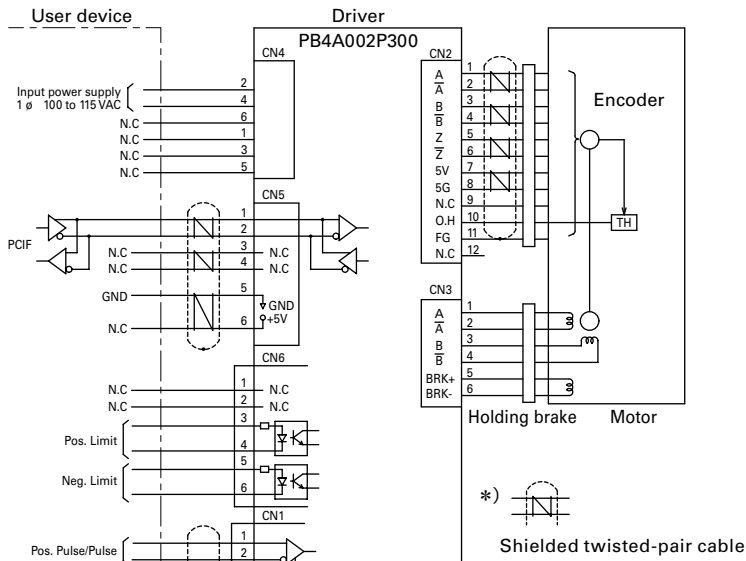 User device
Driver
PB4A002P300
CN4
Input power supply
1 ø 100 to 115 VAC
2
4
N.C 6
N.C 1
N.C 3
N.C 5
CN5
PCIF
1
2
N.C 3 N.C
N.C 4 N.C
GND 5 GND
+5V
N.C 6
CN6
N.C 1 N.C
N.C 2 N.C
Pos. Limit
3
4
Neg. Limit
5
6
CN1
Pos. Pulse/Pulse
1
2
CN2
A 1
A̅ 2
B 3
B̅ 4
Z 5
Z̅ 6
5V 7
5G 8
N.C 9
O.H 10
FG 11
N.C 12
Encoder
TH
CN3
A 1
A̅ 2
B 3
B̅ 4
BRK+ 5
BRK- 6
Holding brake
Motor
*)
Shielded twisted-pair cable